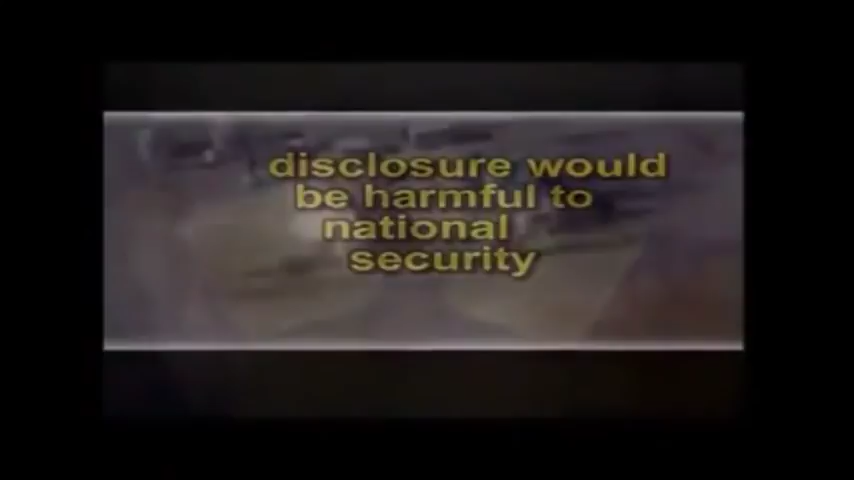 disclosure would
be harmful to
national
security